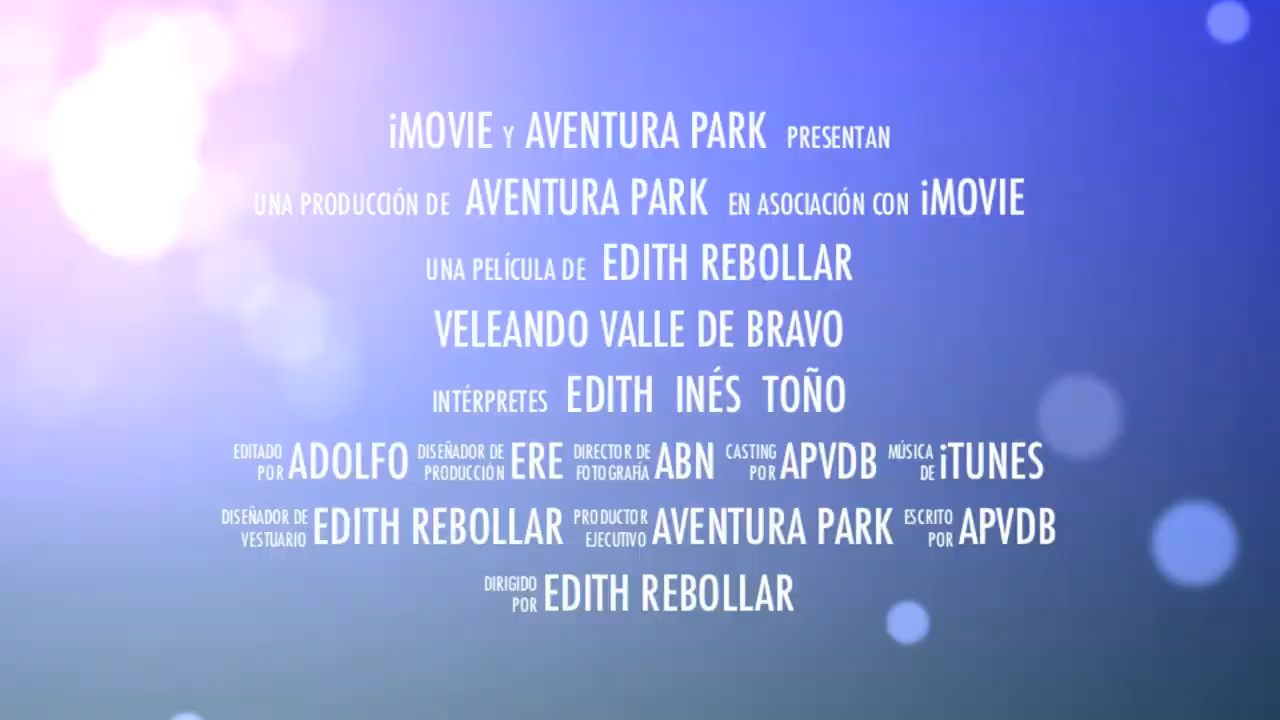 iMOVIE Y AVENTURA PARK PRESENTAN
UNA PRODUCCIÓN DE AVENTURA PARK EN ASOCIACIÓN CON iMOVIE
UNA PELÍCULA DE EDITH REBOLLAR
VELEANDO VALLE DE BRAVO
INTÉRPRETES EDITH INÉS TOÑO
EDITADO POR ADOLFO DISEÑADOR DE PRODUCCIÓN ERE DIRECTOR DE FOTOGRAFÍA ABN CASTING POR APVDB MÚSICA DE iTUNES
DISEÑADOR DE VESTUARIO EDITH REBOLLAR PRODUCTOR EJECUTIVO AVENTURA PARK ESCRITO POR APVDB
DIRIGIDO POR EDITH REBOLLAR